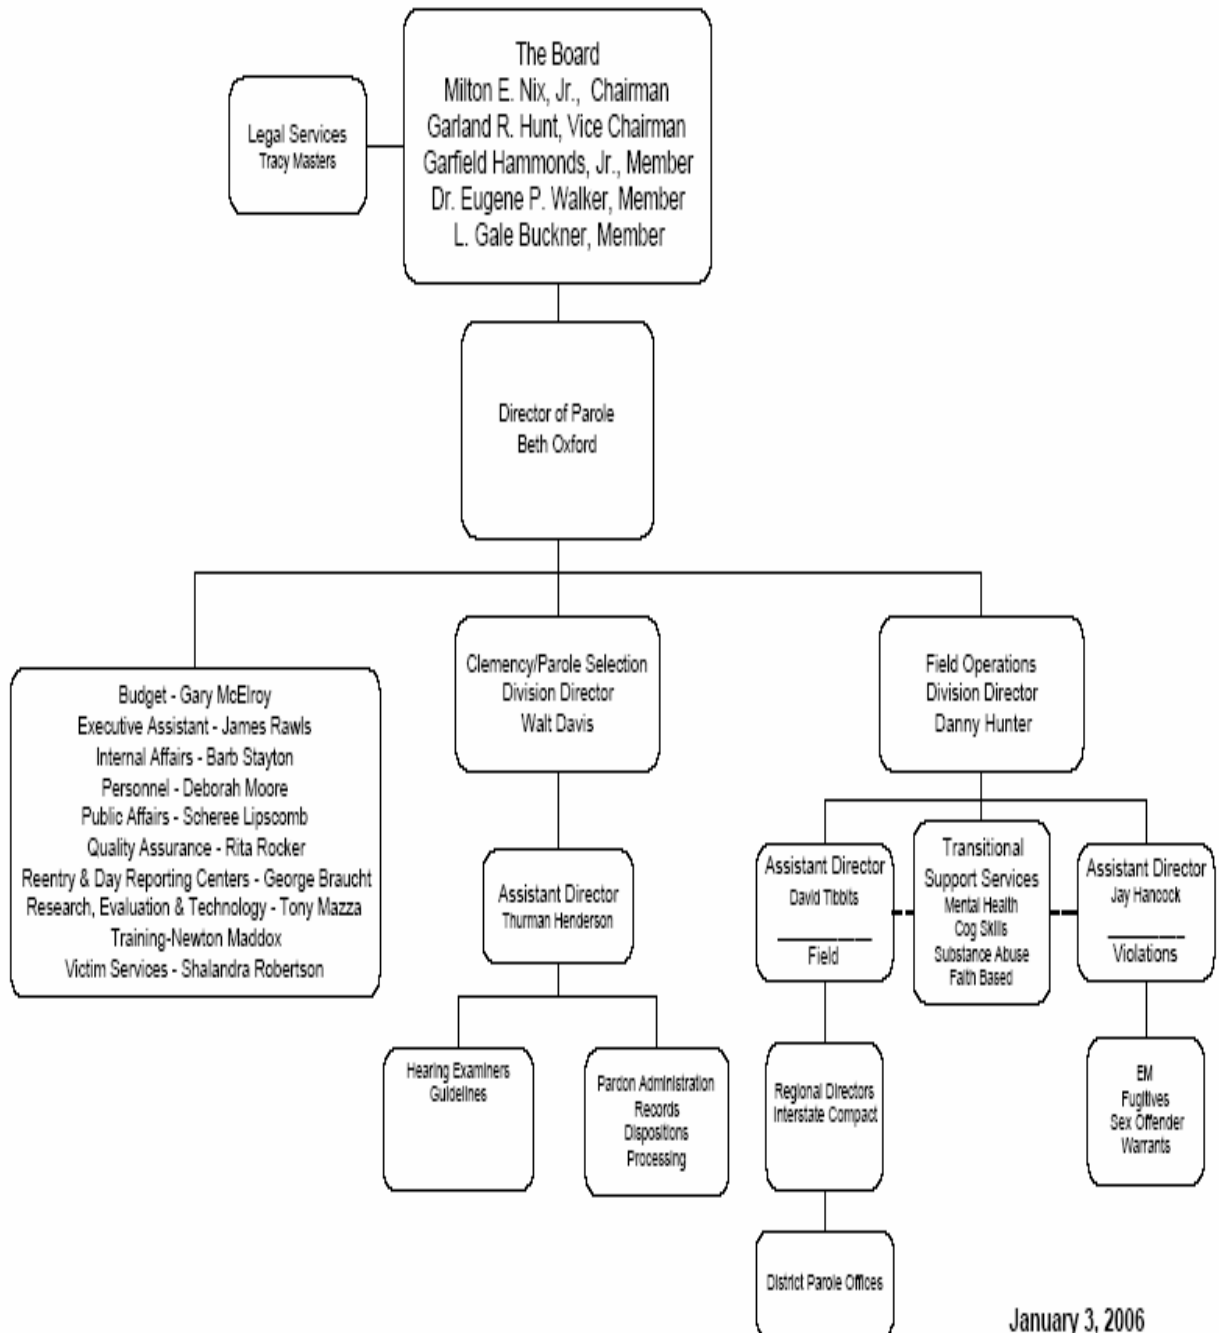 The Board
Milton E. Nix, Jr., Chairman
Garland R. Hunt, Vice Chairman
Garfield Hammonds, Jr., Member
Dr. Eugene P. Walker, Member
L. Gale Buckner, Member
Legal Services
Tracy Masters
Director of Parole
Beth Oxford
Budget - Gary McElroy
Executive Assistant - James Rawls
Internal Affairs - Barb Stayton
Personnel - Deborah Moore
Public Affairs - Scheree Lipscomb
Quality Assurance - Rita Rocker
Reentry & Day Reporting Centers - George Braucht
Research, Evaluation & Technology - Tony Mazza
Training-Newton Maddox
Victim Services - Shalandra Robertson
Clemency/Parole Selection
Division Director
Walt Davis
Field Operations
Division Director
Danny Hunter
Assistant Director
Thurman Henderson
Hearing Examiners
Guidelines
Pardon Administration
Records
Dispositions
Processing
Assistant Director
David Tibbits
Field
Transitional
Support Services
Mental Health
Cog Skills
Substance Abuse
Faith Based
Assistant Director
Jay Hancock
Violations
Regional Directors
Interstate Compact
EM
Fugitives
Sex Offender
Warrants
District Parole Offices
January 3, 2006